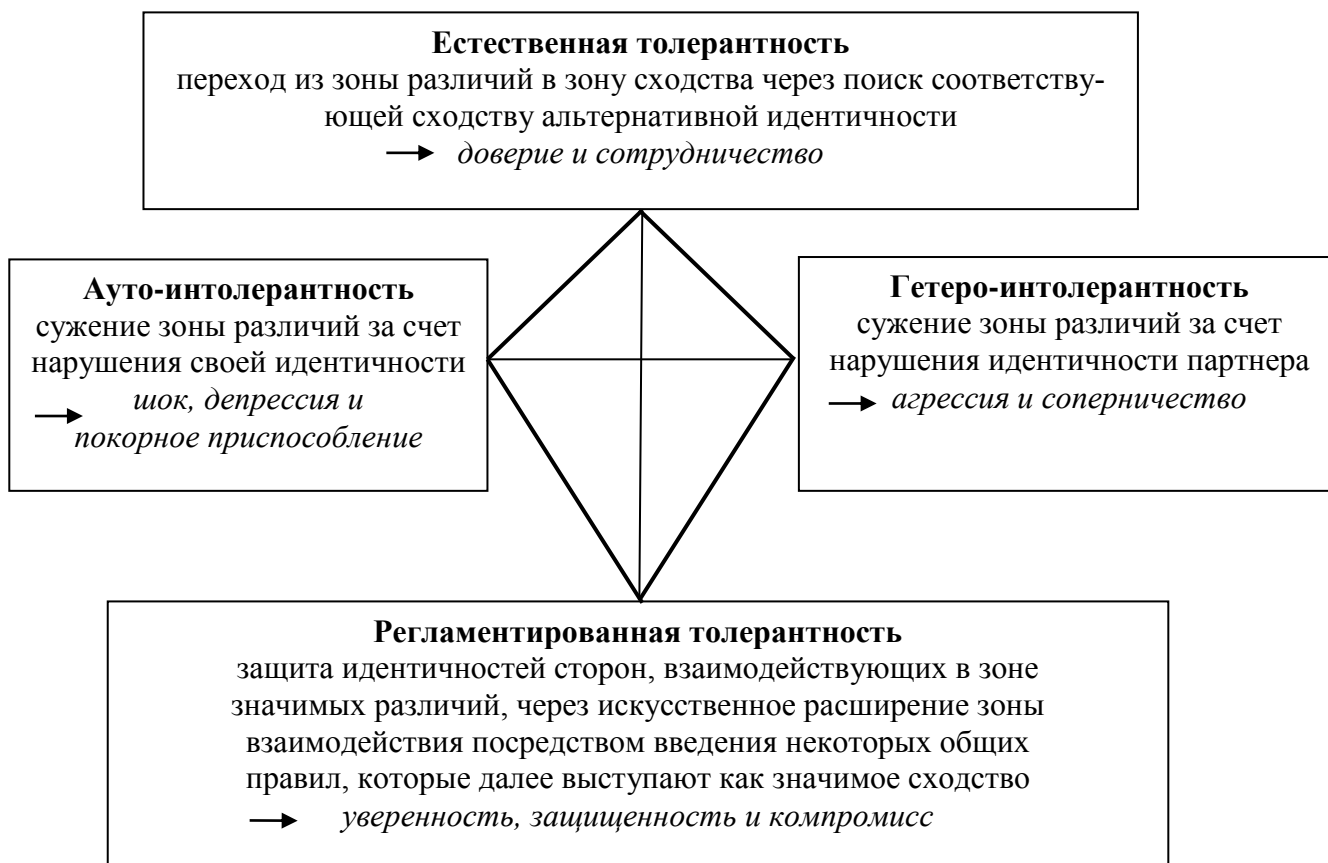 Естественная толерантность
переход из зоны различий в зону сходства через поиск соответству-
ющей сходству альтернативной идентичности
доверие и сотрудничество
Ауто-интолерантность
сужение зоны различий за счет
нарушения своей идентичности
шок, депрессия и
покорное приспособление
Гетеро-интолерантность
сужение зоны различий за счет
нарушения идентичности партнера
агрессия и соперничество
Регламентированная толерантность
защита идентичностей сторон, взаимодействующих в зоне
значимых различий, через искусственное расширение зоны
взаимодействия посредством введения некоторых общих
правил, которые далее выступают как значимое сходство
уверенность, защищенность и компромисс